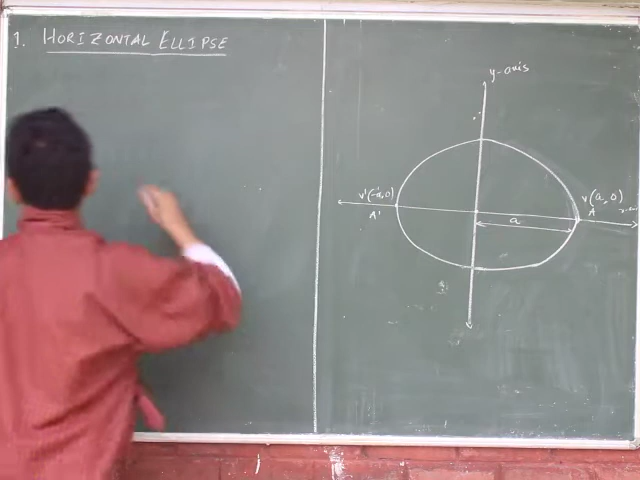 1. HORIZONTAL ELLIPSE
y-axis
v'(-a,0)
A'
v(a,0)
A
a